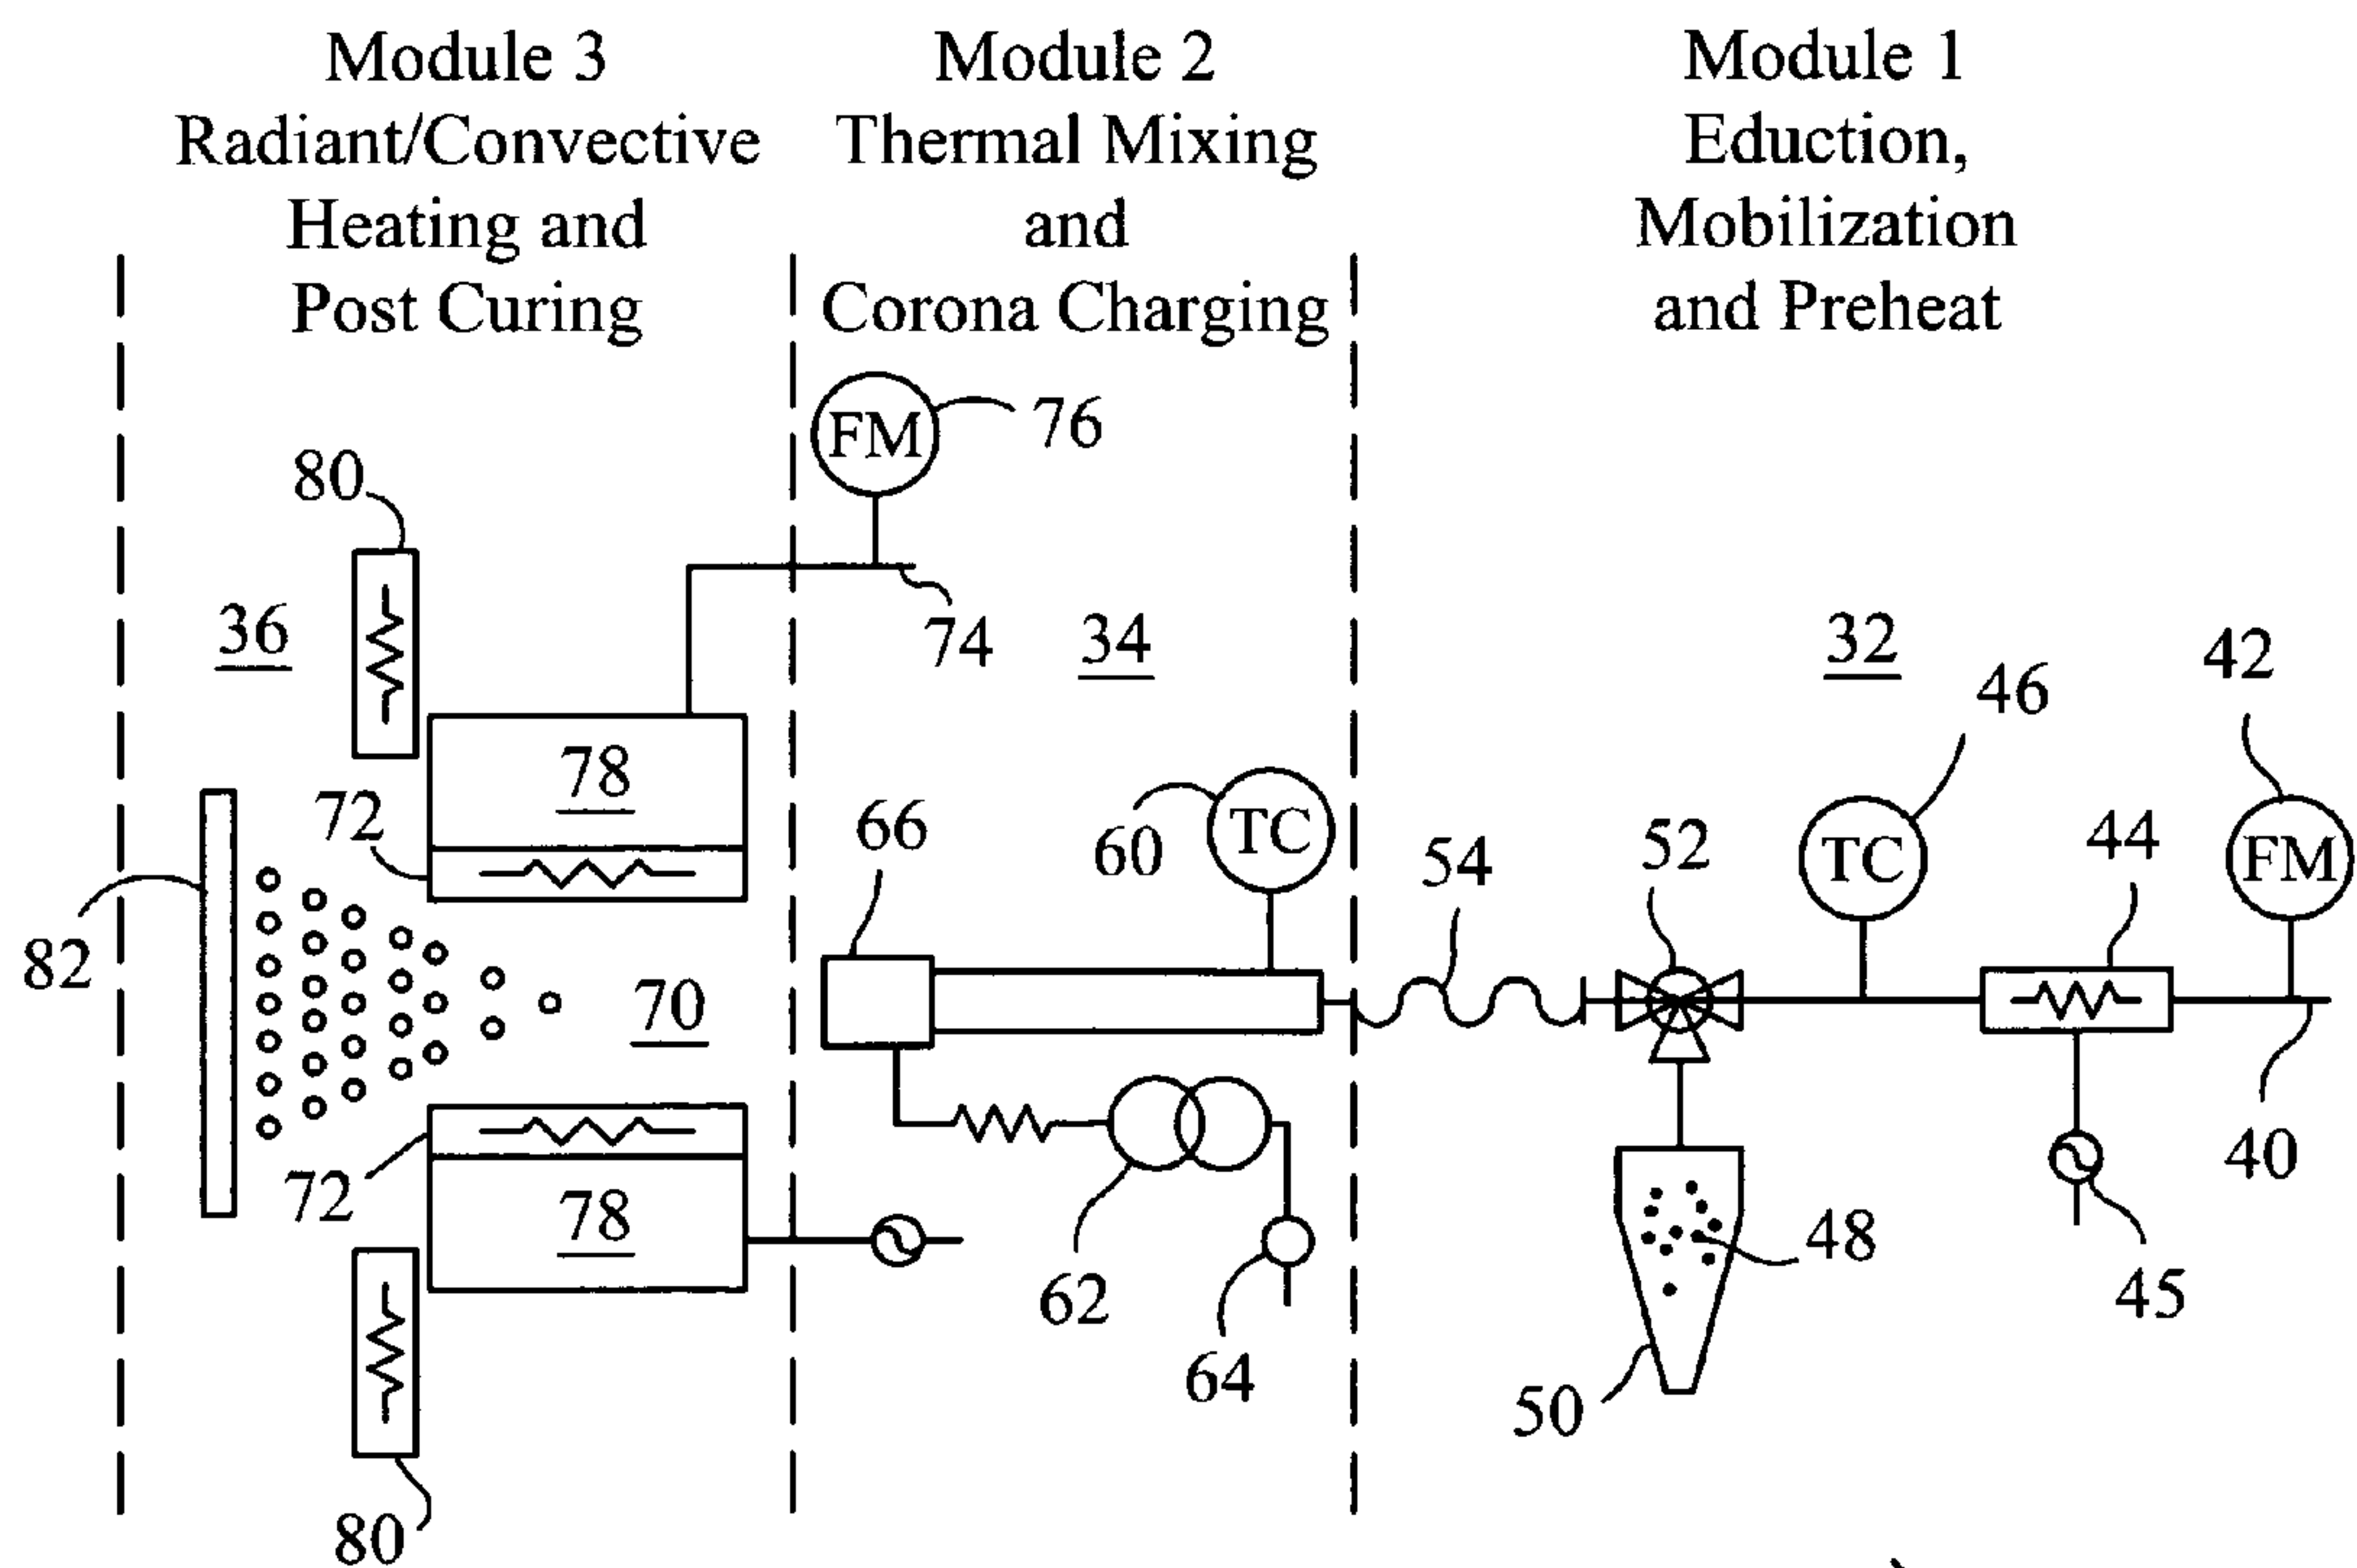 Module 3
Radiant/Convective
Heating and
Post Curing
Module 2
Thermal Mixing
and
Corona Charging
Module 1
Eduction,
Mobilization
and Preheat
FM
76
80
74
36
34
32
46
42
78
72
66
60
TC
54
52
TC
44
FM
82
70
72
78
62
64
48
50
45
40
80